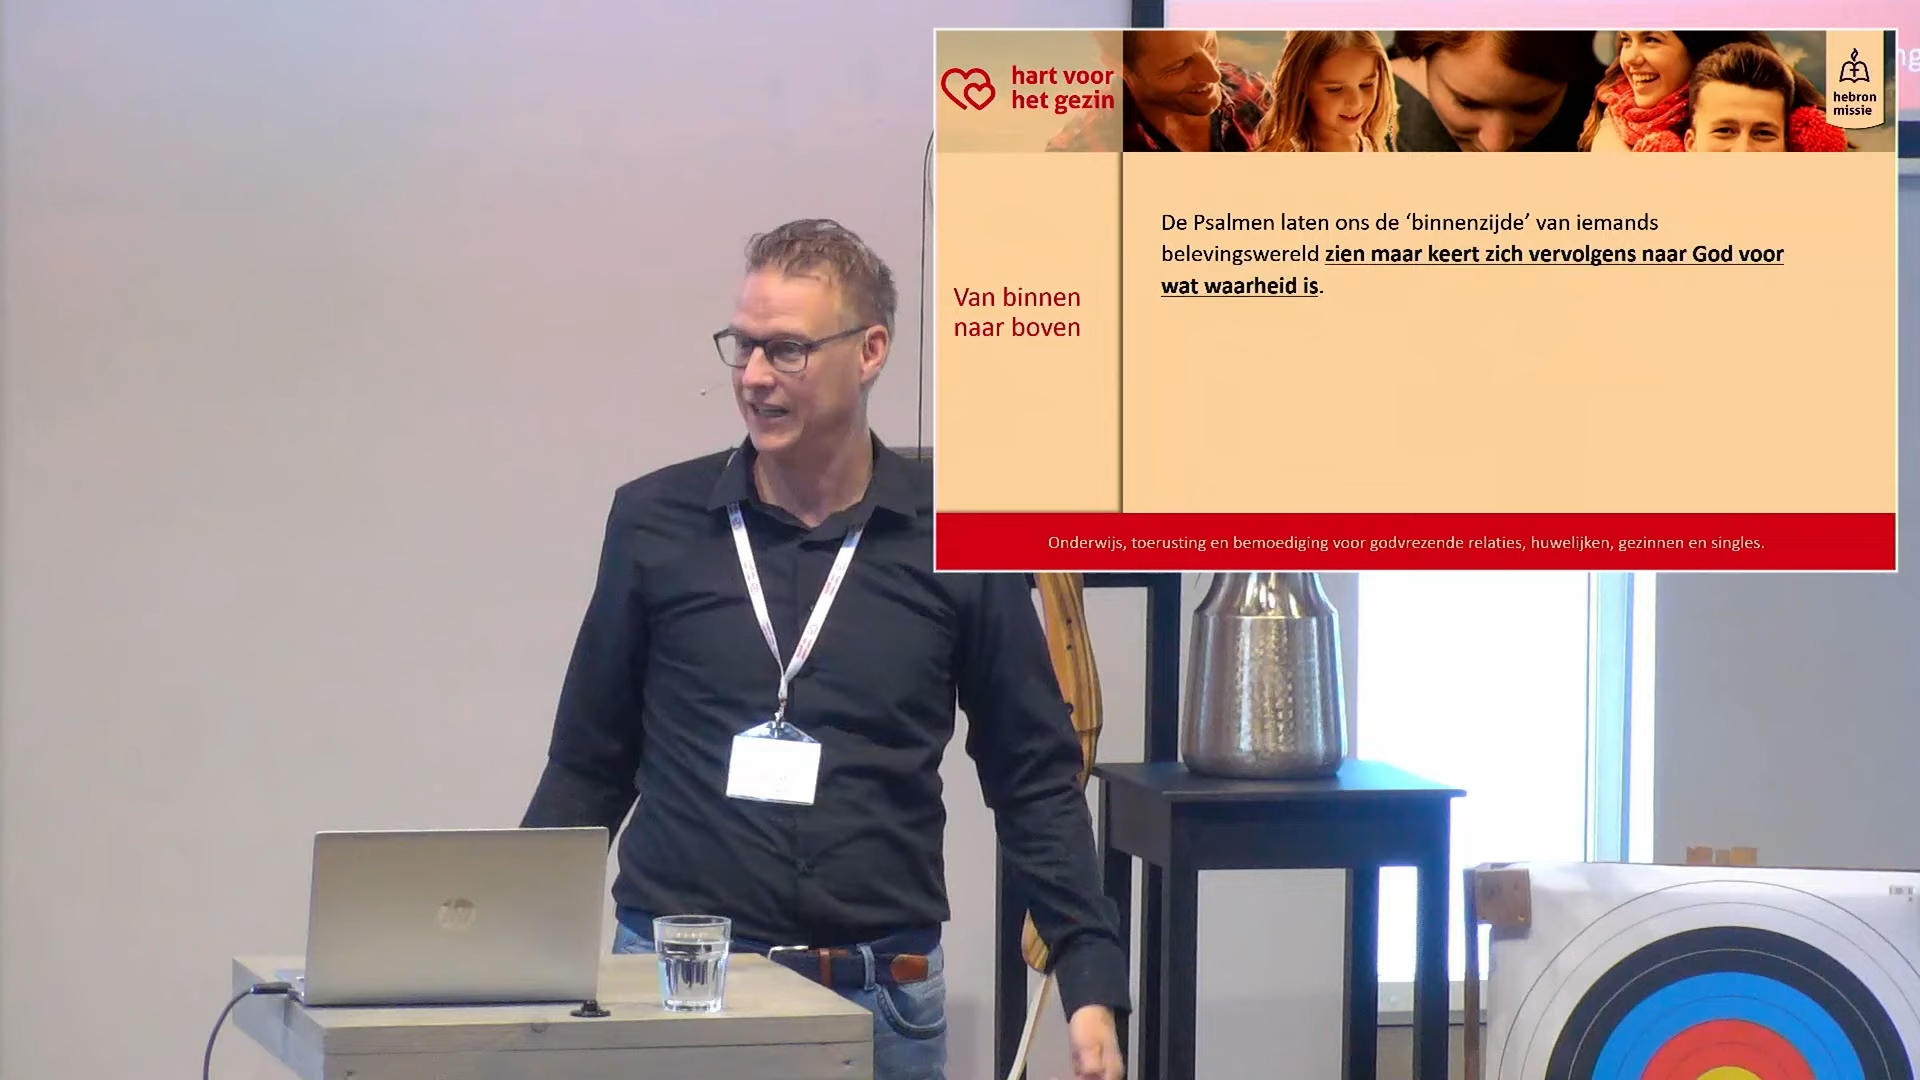 hart voor
het gezin
hebron
missie
De Psalmen laten ons de ‘binnenzijde’ van iemands
belevingswereld zien maar keert zich vervolgens naar God voor
wat waarheid is.
Van binnen
naar boven
Onderwijs, toerusting en bemoediging voor godvrezende relaties, huwelijken, gezinnen en singles.